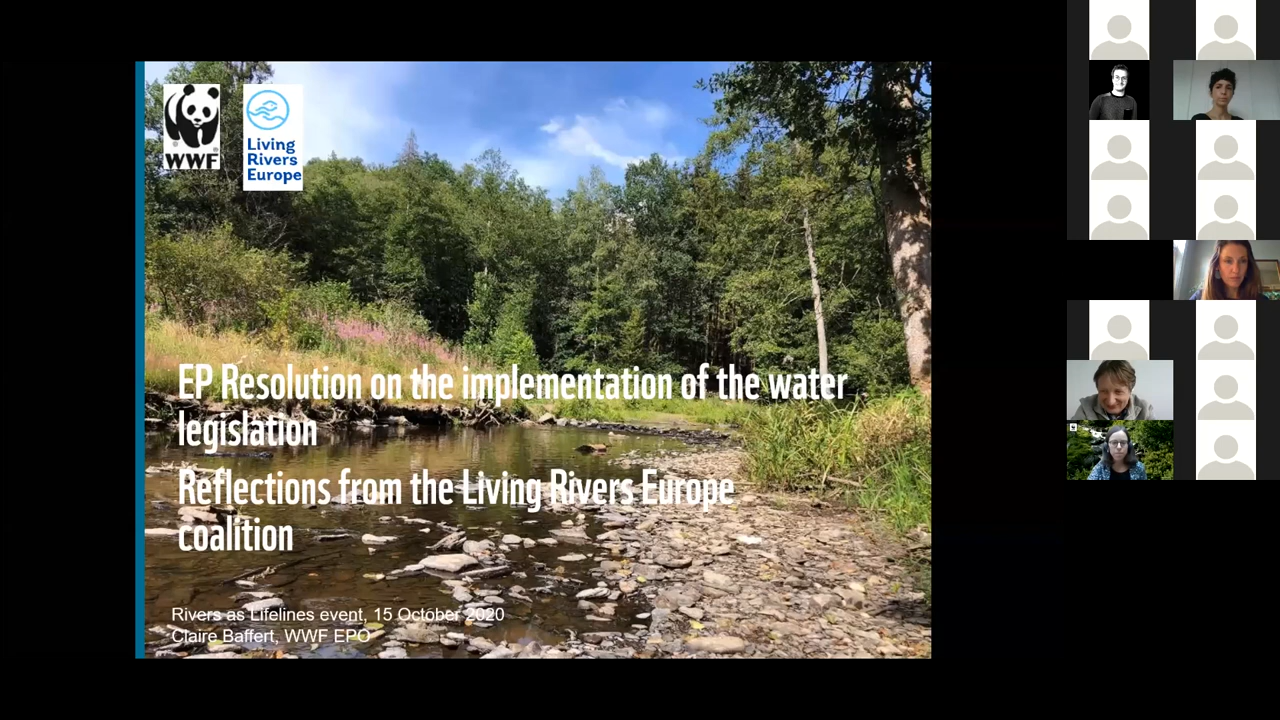 WWF
Living
Rivers
Europe
EP Resolution on the implementation of the water
legislation
Reflections from the Living Rivers Europe
coalition
Rivers as Lifelines event, 15 October 2020
Claire Baffert, WWF EPO